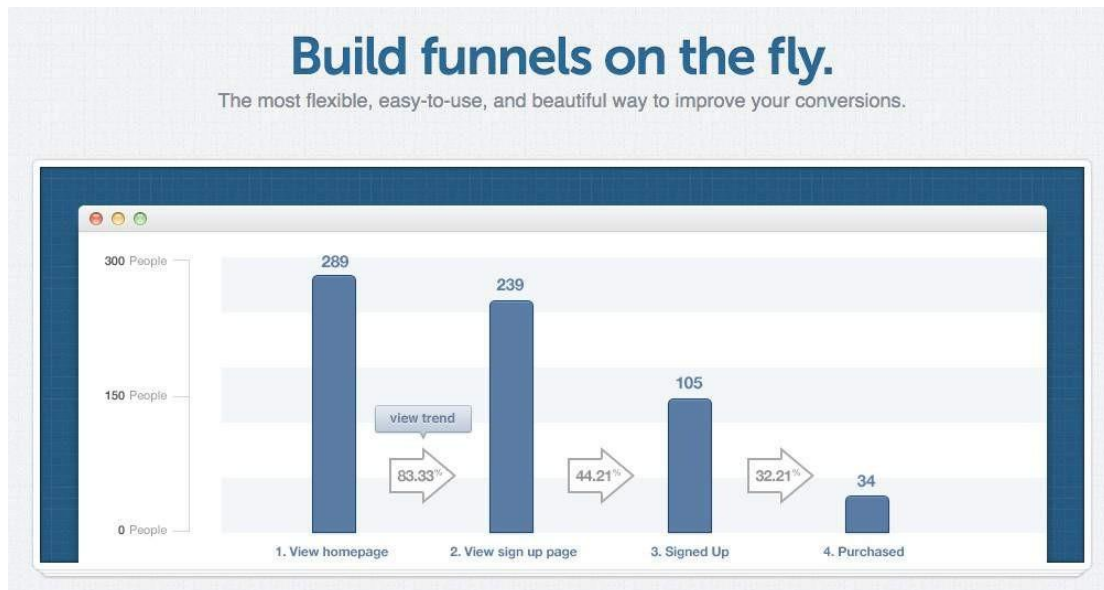 Build funnels on the fly.
The most flexible, easy-to-use, and beautiful way to improve your conversions.
300 People
289
239
150 People
105
view trend
83.33%
44.21%
32.21%
34
0 People
1. View homepage
2. View sign up page
3. Signed Up
4. Purchased